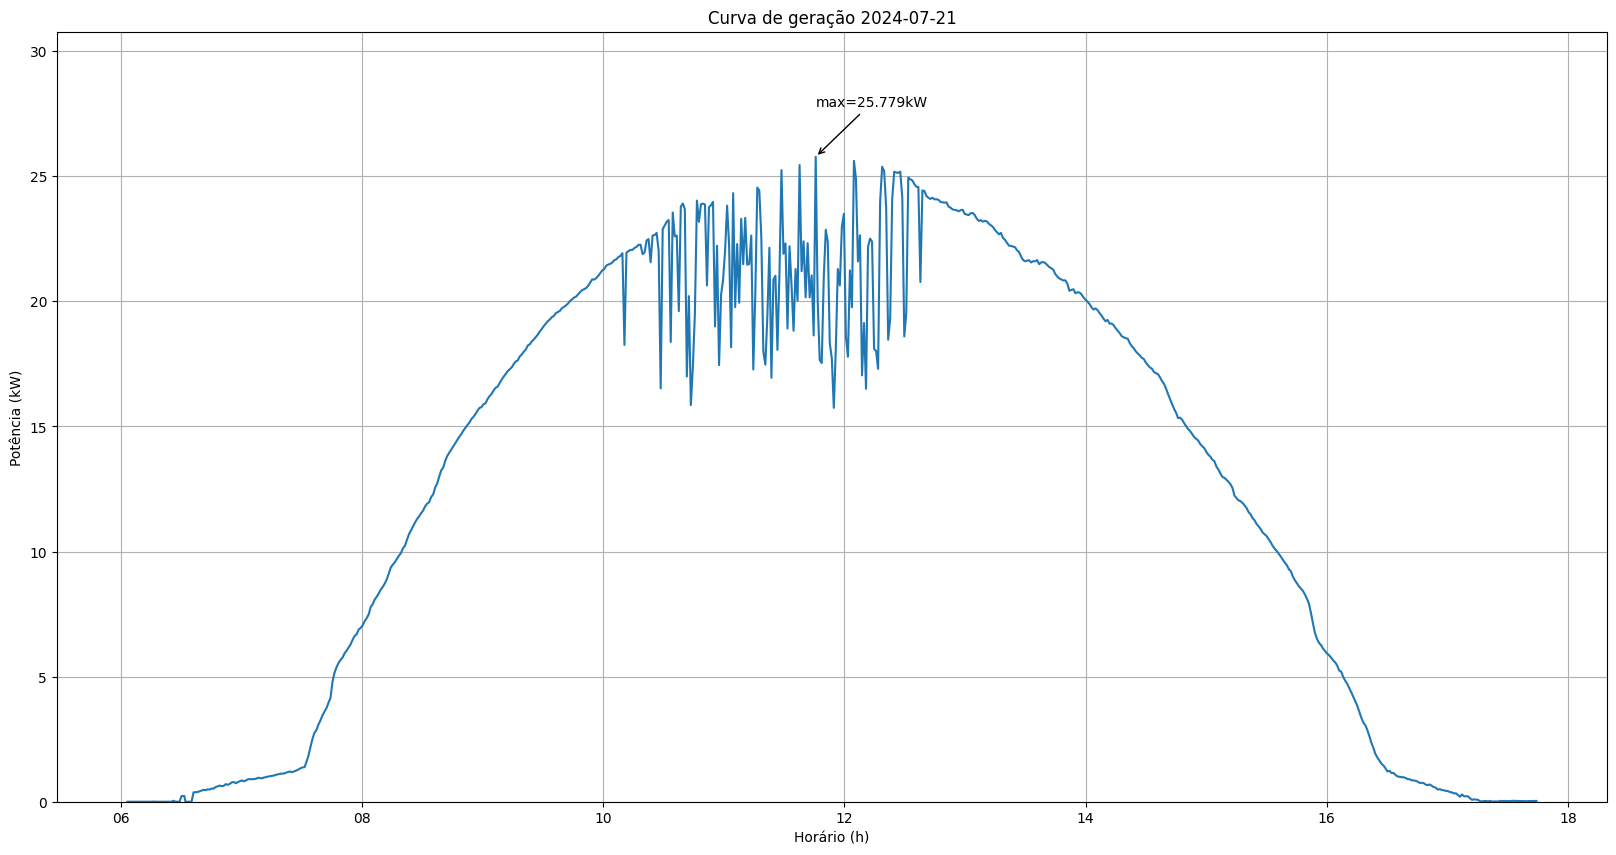 Curva de geração 2024-07-21
30
max=25.779kW
25
20
15
10
5
0
Potência (kW)
06 08 10 12 14 16 18
Horário (h)